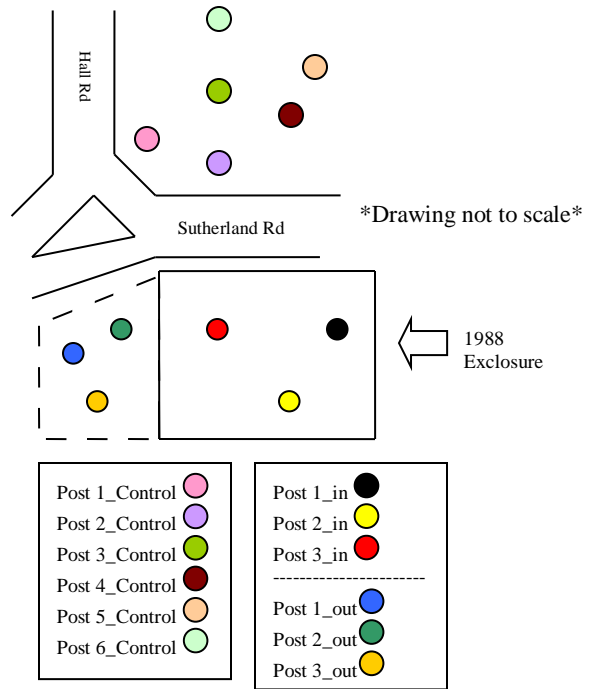 Hall Rd
*Drawing not to scale*
Sutherland Rd
1988
Exclosure
Post 1_Control
Post 2_Control
Post 3_Control
Post 4_Control
Post 5_Control
Post 6_Control
Post 1_in
Post 2_in
Post 3_in
Post 1_out
Post 2_out
Post 3_out